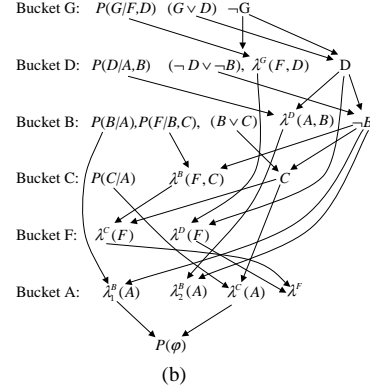 Bucket G: P(G/F,D) (G ∨ D) ¬G
Bucket D: P(D/A,B) (¬D ∨ ¬B), λ^G(F,D) D
Bucket B: P(B/A),P(F/B,C), (B ∨ C) λ^D(A,B) ¬B
Bucket C: P(C/A) λ^B(F,C) C
Bucket F: λ^C(F) λ^D(F)
Bucket A: λ_1^B(A) λ_2^B(A) λ^C(A) λ^F
P(φ)
(b)